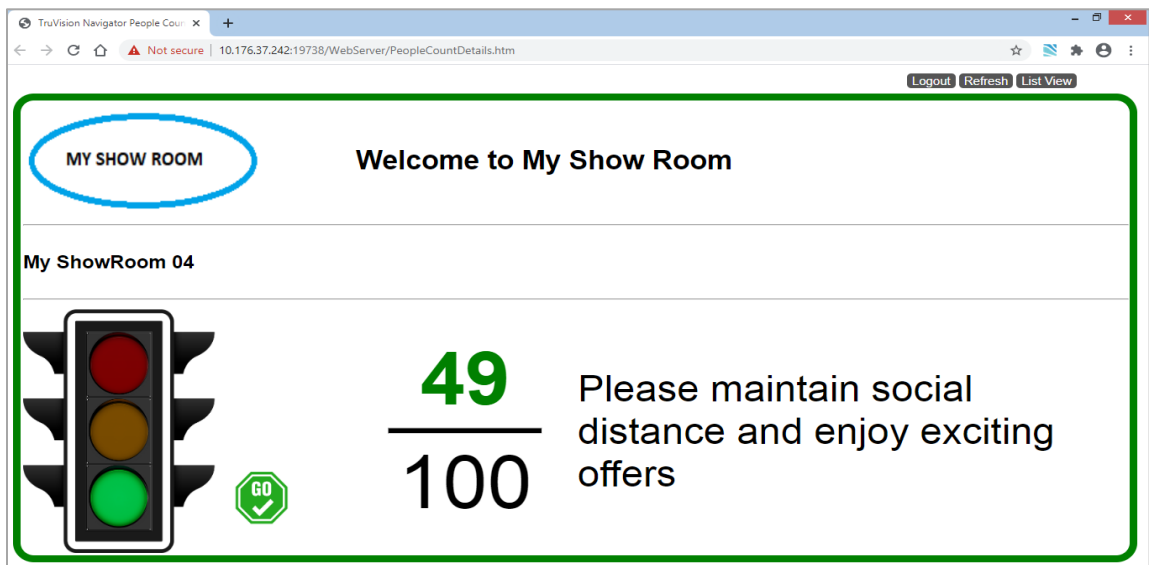 TruVision Navigator People Coun
Not secure | 10.176.37.242:19738/WebServer/PeopleCountDetails.htm
Logout Refresh List View
MY SHOW ROOM
Welcome to My Show Room
My ShowRoom 04
GO
49
100
Please maintain social
distance and enjoy exciting
offers